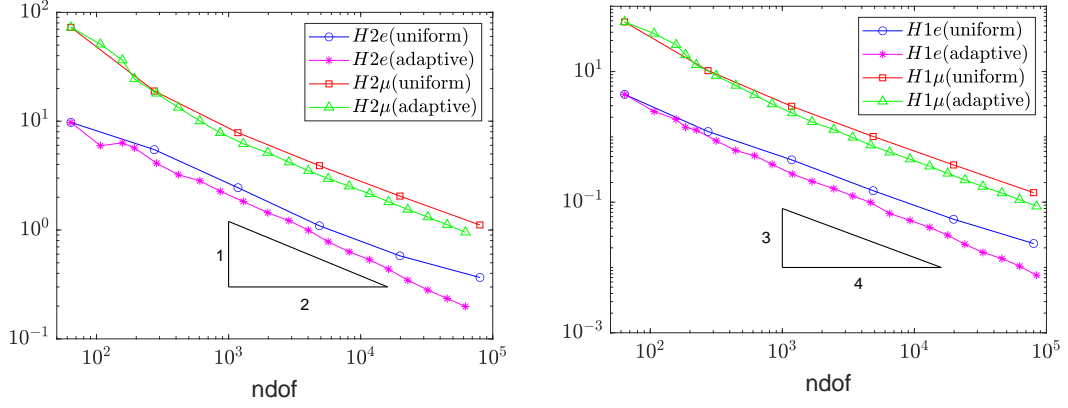 10^2
10^1
10^0
10^-1
H2e(uniform)
H2e(adaptive)
H2μ(uniform)
H2μ(adaptive)
1
2
10^2
10^3
10^4
10^5
ndof
10^1
10^-1
10^-3
H1e(uniform)
H1e(adaptive)
H1μ(uniform)
H1μ(adaptive)
3
4
10^2
10^3
10^4
10^5
ndof